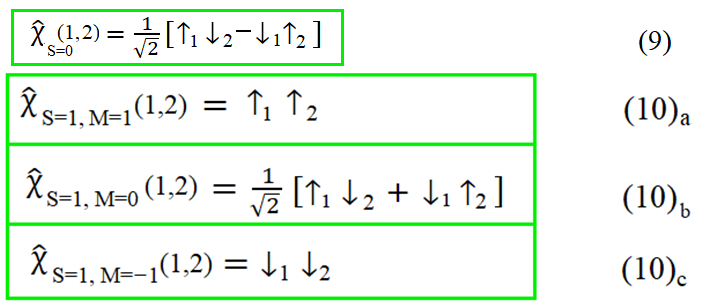 χ̂_{S=0}(1,2) = 1/√2 [↑₁ ↓₂ − ↓₁↑₂ ] (9)
χ̂_{S=1, M=1}(1,2) = ↑₁ ↑₂ (10)ₐ
χ̂_{S=1, M=0}(1,2) = 1/√2 [↑₁ ↓₂ + ↓₁ ↑₂ ] (10)_b
χ̂_{S=1, M=−1}(1,2) = ↓₁ ↓₂ (10)_c